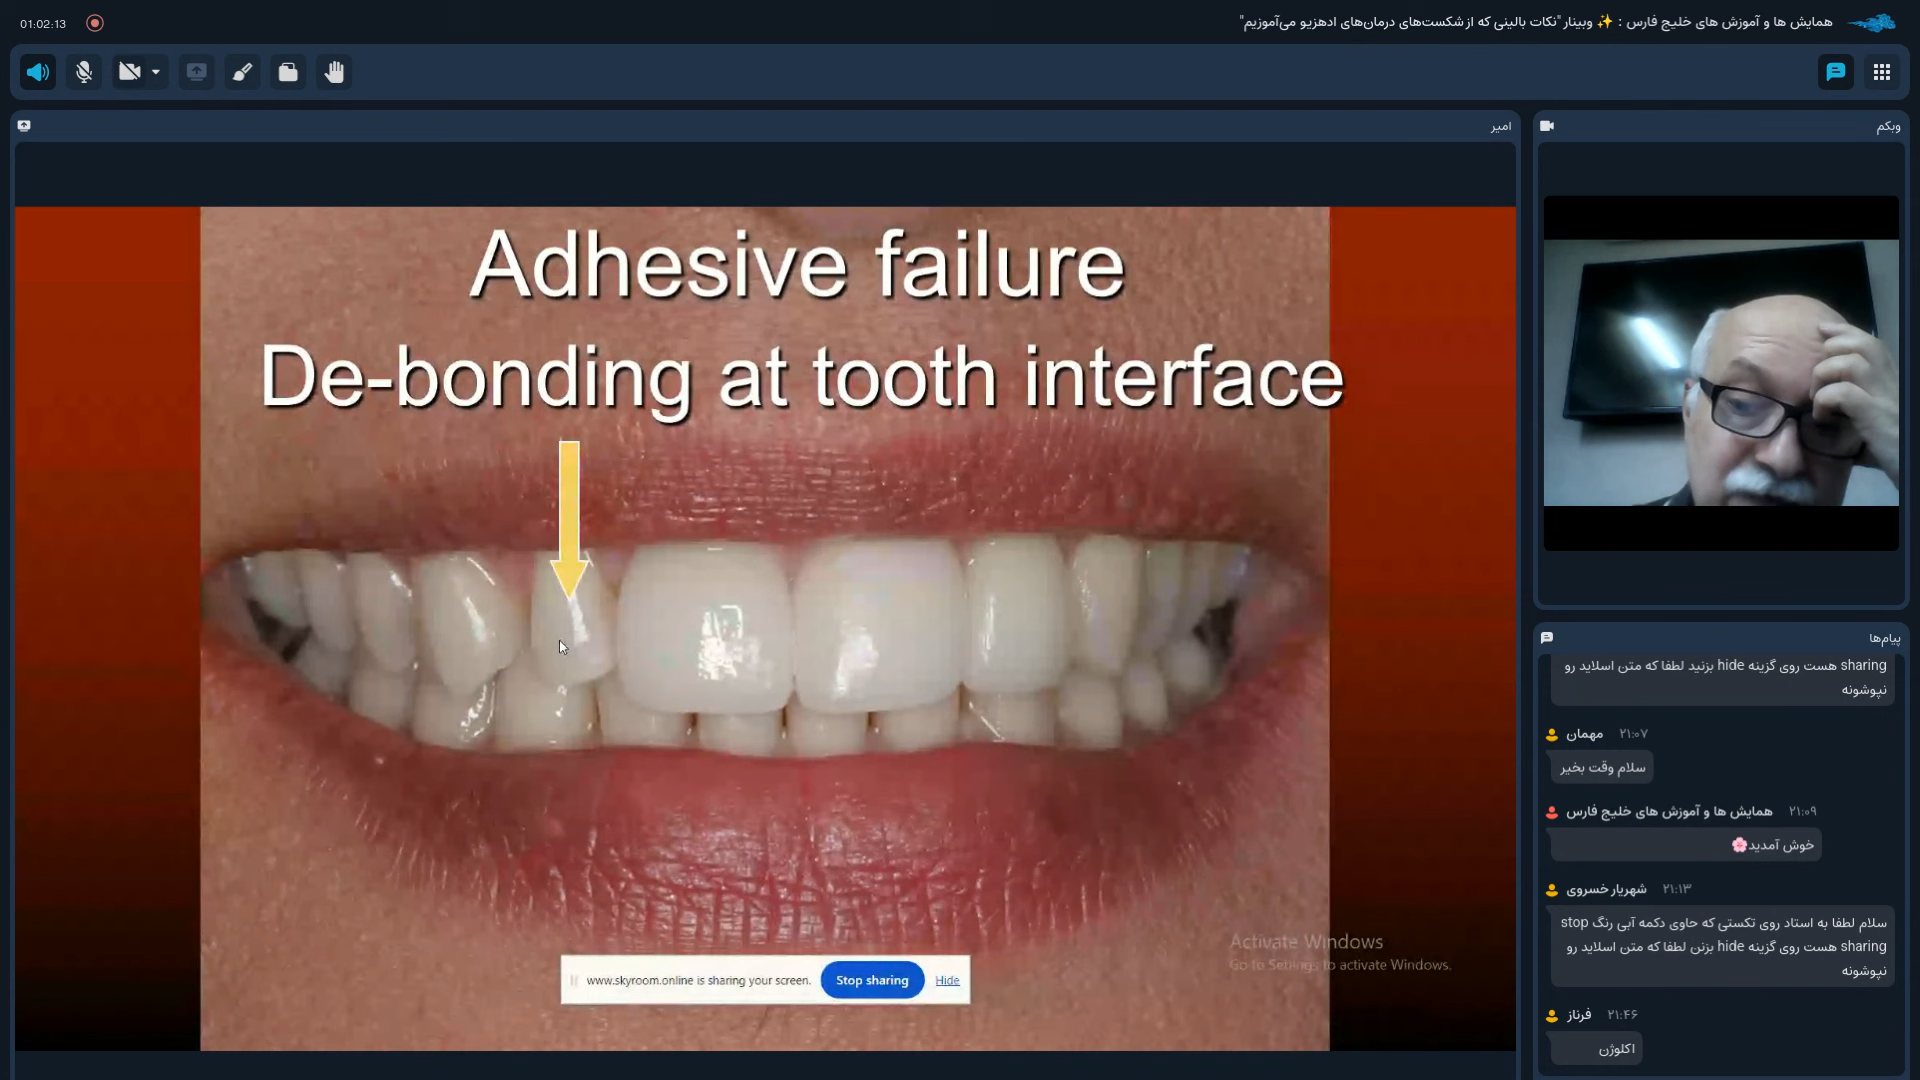 01:02:13
همایش ها و آموزش های خلیج فارس : ✨ وبینار "نکات بالینی که از شکست‌های درمان‌های ادهزیو می‌آموزیم"
امیر
Adhesive failure
De-bonding at tooth interface
www.skyroom.online is sharing your screen. Stop sharing Hide
Activate Windows
Go to Settings to activate Windows.
وبکم
پیام‌ها
sharing هست روی گزینه hide بزنید لطفا که متن اسلاید رو
نپوشونه
مهمان ۲۱:۰۷
سلام وقت بخیر
همایش ها و آموزش های خلیج فارس ۲۱:۰۹
خوش آمدید🌸
شهریار خسروی ۲۱:۱۳
سلام لطفا به استاد روی تکستی که حاوی دکمه آبی رنگ stop
sharing هست روی گزینه hide بزنن لطفا که متن اسلاید رو
نپوشونه
فرناز ۲۱:۴۶
اکلوژن